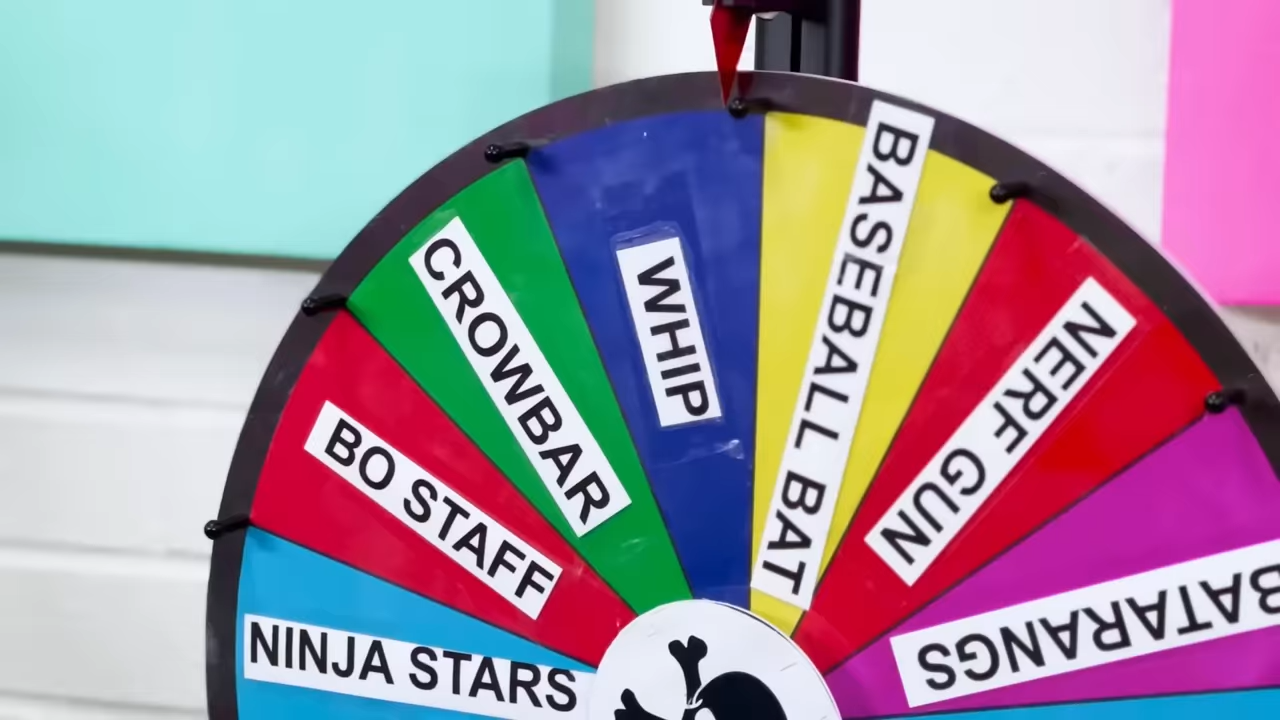 NINJA STARS
BO STAFF
CROWBAR
WHIP
BASEBALL BAT
NERF GUN
BATARANGS